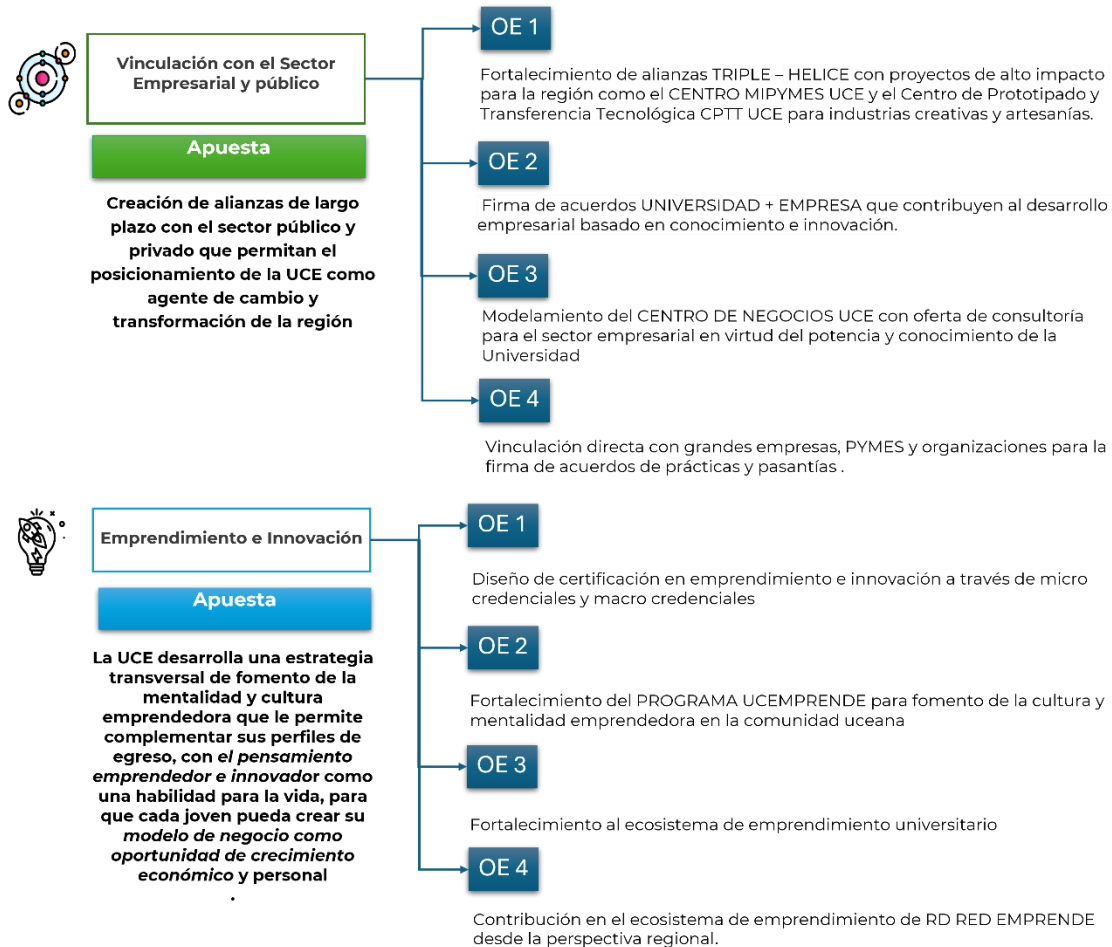 Vinculación con el Sector
Empresarial y público
Apuesta
Creación de alianzas de largo
plazo con el sector público y
privado que permitan el
posicionamiento de la UCE como
agente de cambio y
transformación de la región
OE 1
Fortalecimiento de alianzas TRIPLE – HELICE con proyectos de alto impacto
para la región como el CENTRO MIPYMES UCE y el Centro de Prototipado y
Transferencia Tecnológica CPTT UCE para industrias creativas y artesanías.
OE 2
Firma de acuerdos UNIVERSIDAD + EMPRESA que contribuyen al desarrollo
empresarial basado en conocimiento e innovación.
OE 3
Modelamiento del CENTRO DE NEGOCIOS UCE con oferta de consultoría
para el sector empresarial en virtud del potencia y conocimiento de la
Universidad
OE 4
Vinculación directa con grandes empresas, PYMES y organizaciones para la
firma de acuerdos de prácticas y pasantías .
Emprendimiento e Innovación
Apuesta
La UCE desarrolla una estrategia
transversal de fomento de la
mentalidad y cultura
emprendedora que le permite
complementar sus perfiles de
egreso, con el pensamiento
emprendedor e innovador como
una habilidad para la vida, para
que cada joven pueda crear su
modelo de negocio como
oportunidad de crecimiento
económico y personal
.
OE 1
Diseño de certificación en emprendimiento e innovación a través de micro
credenciales y macro credenciales
OE 2
Fortalecimiento del PROGRAMA UCEMPRENDE para fomento de la cultura y
mentalidad emprendedora en la comunidad uceana
OE 3
Fortalecimiento al ecosistema de emprendimiento universitario
OE 4
Contribución en el ecosistema de emprendimiento de RD RED EMPRENDE
desde la perspectiva regional.